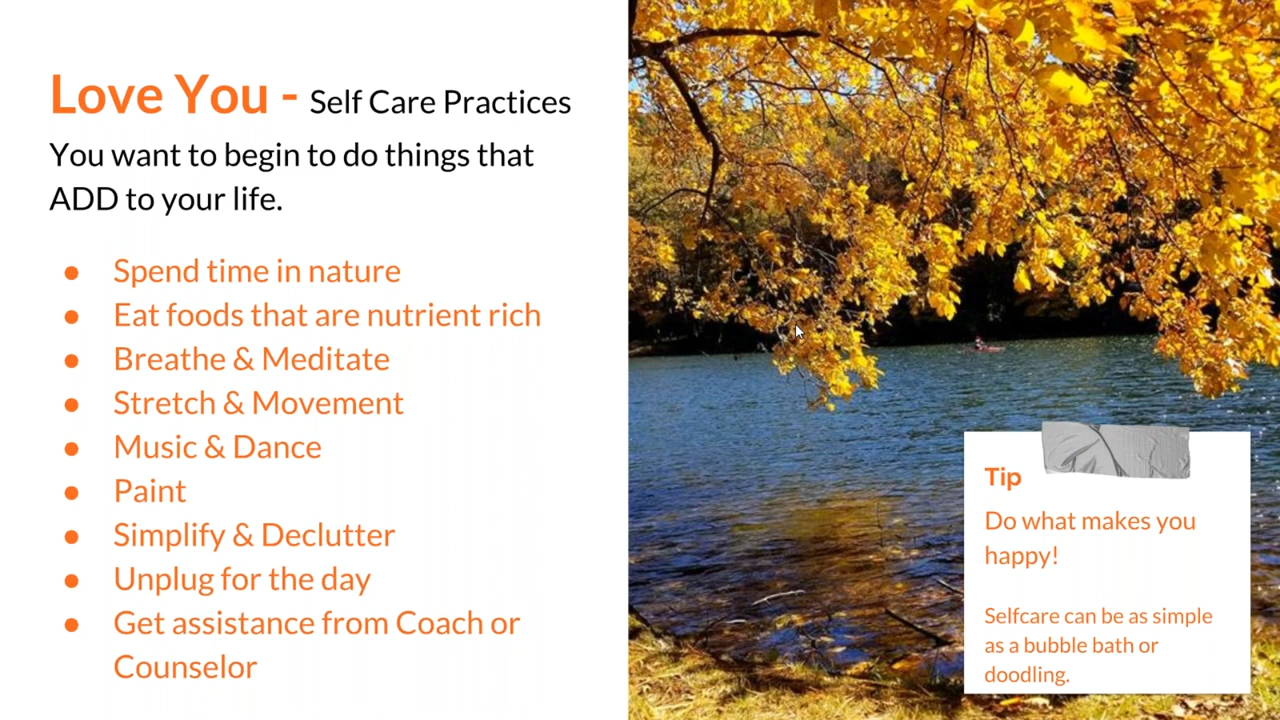 Love You - Self Care Practices
You want to begin to do things that
ADD to your life.
● Spend time in nature
● Eat foods that are nutrient rich
● Breathe & Meditate
● Stretch & Movement
● Music & Dance
● Paint
● Simplify & Declutter
● Unplug for the day
● Get assistance from Coach or
Counselor
Tip
Do what makes you
happy!
Selfcare can be as simple
as a bubble bath or
doodling.